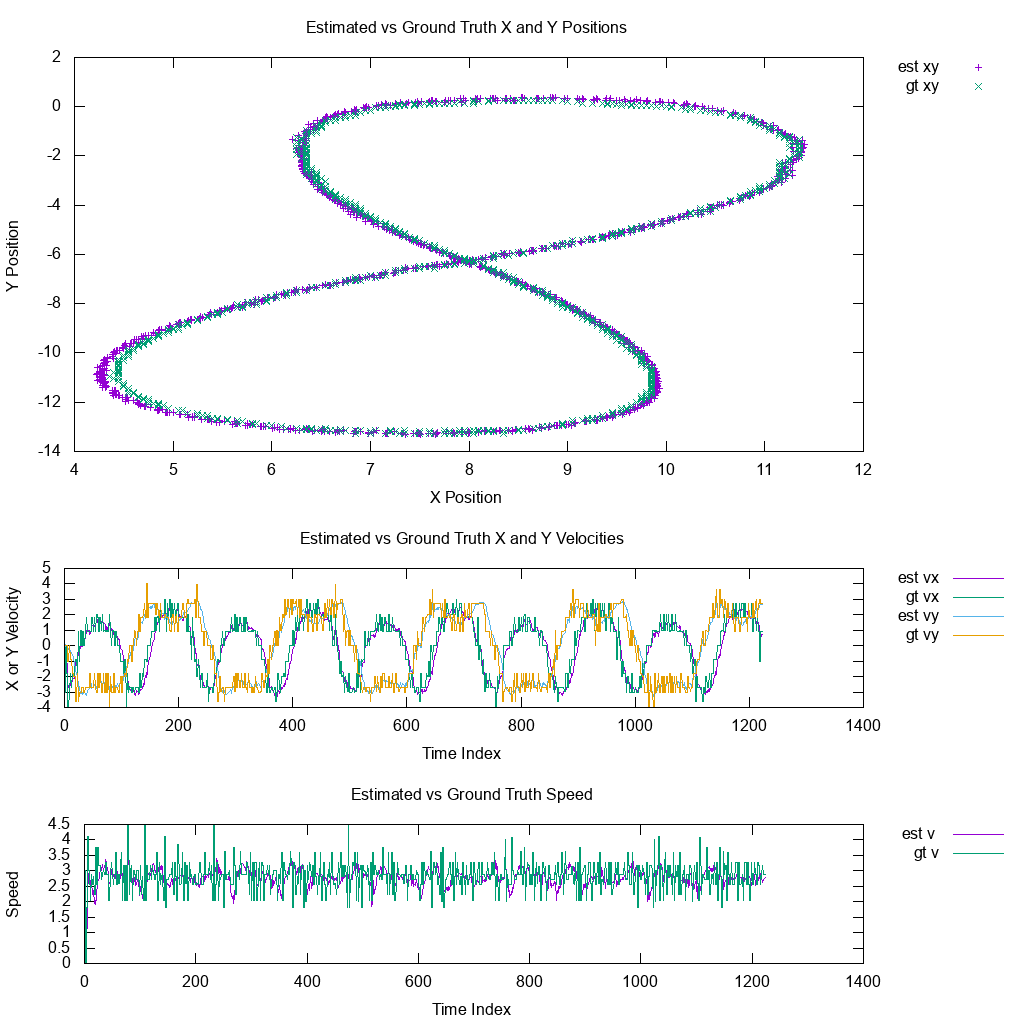 Estimated vs Ground Truth X and Y Positions
est xy
gt xy
2
0
-2
-4
-6
-8
-10
-12
-14
Y Position
4 5 6 7 8 9 10 11 12
X Position
Estimated vs Ground Truth X and Y Velocities
est vx
gt vx
est vy
gt vy
5
4
3
2
1
0
-1
-2
-3
-4
X or Y Velocity
0 200 400 600 800 1000 1200 1400
Time Index
Estimated vs Ground Truth Speed
est v
gt v
4.5
4
3.5
3
2.5
2
1.5
1
0.5
0
Speed
0 200 400 600 800 1000 1200 1400
Time Index